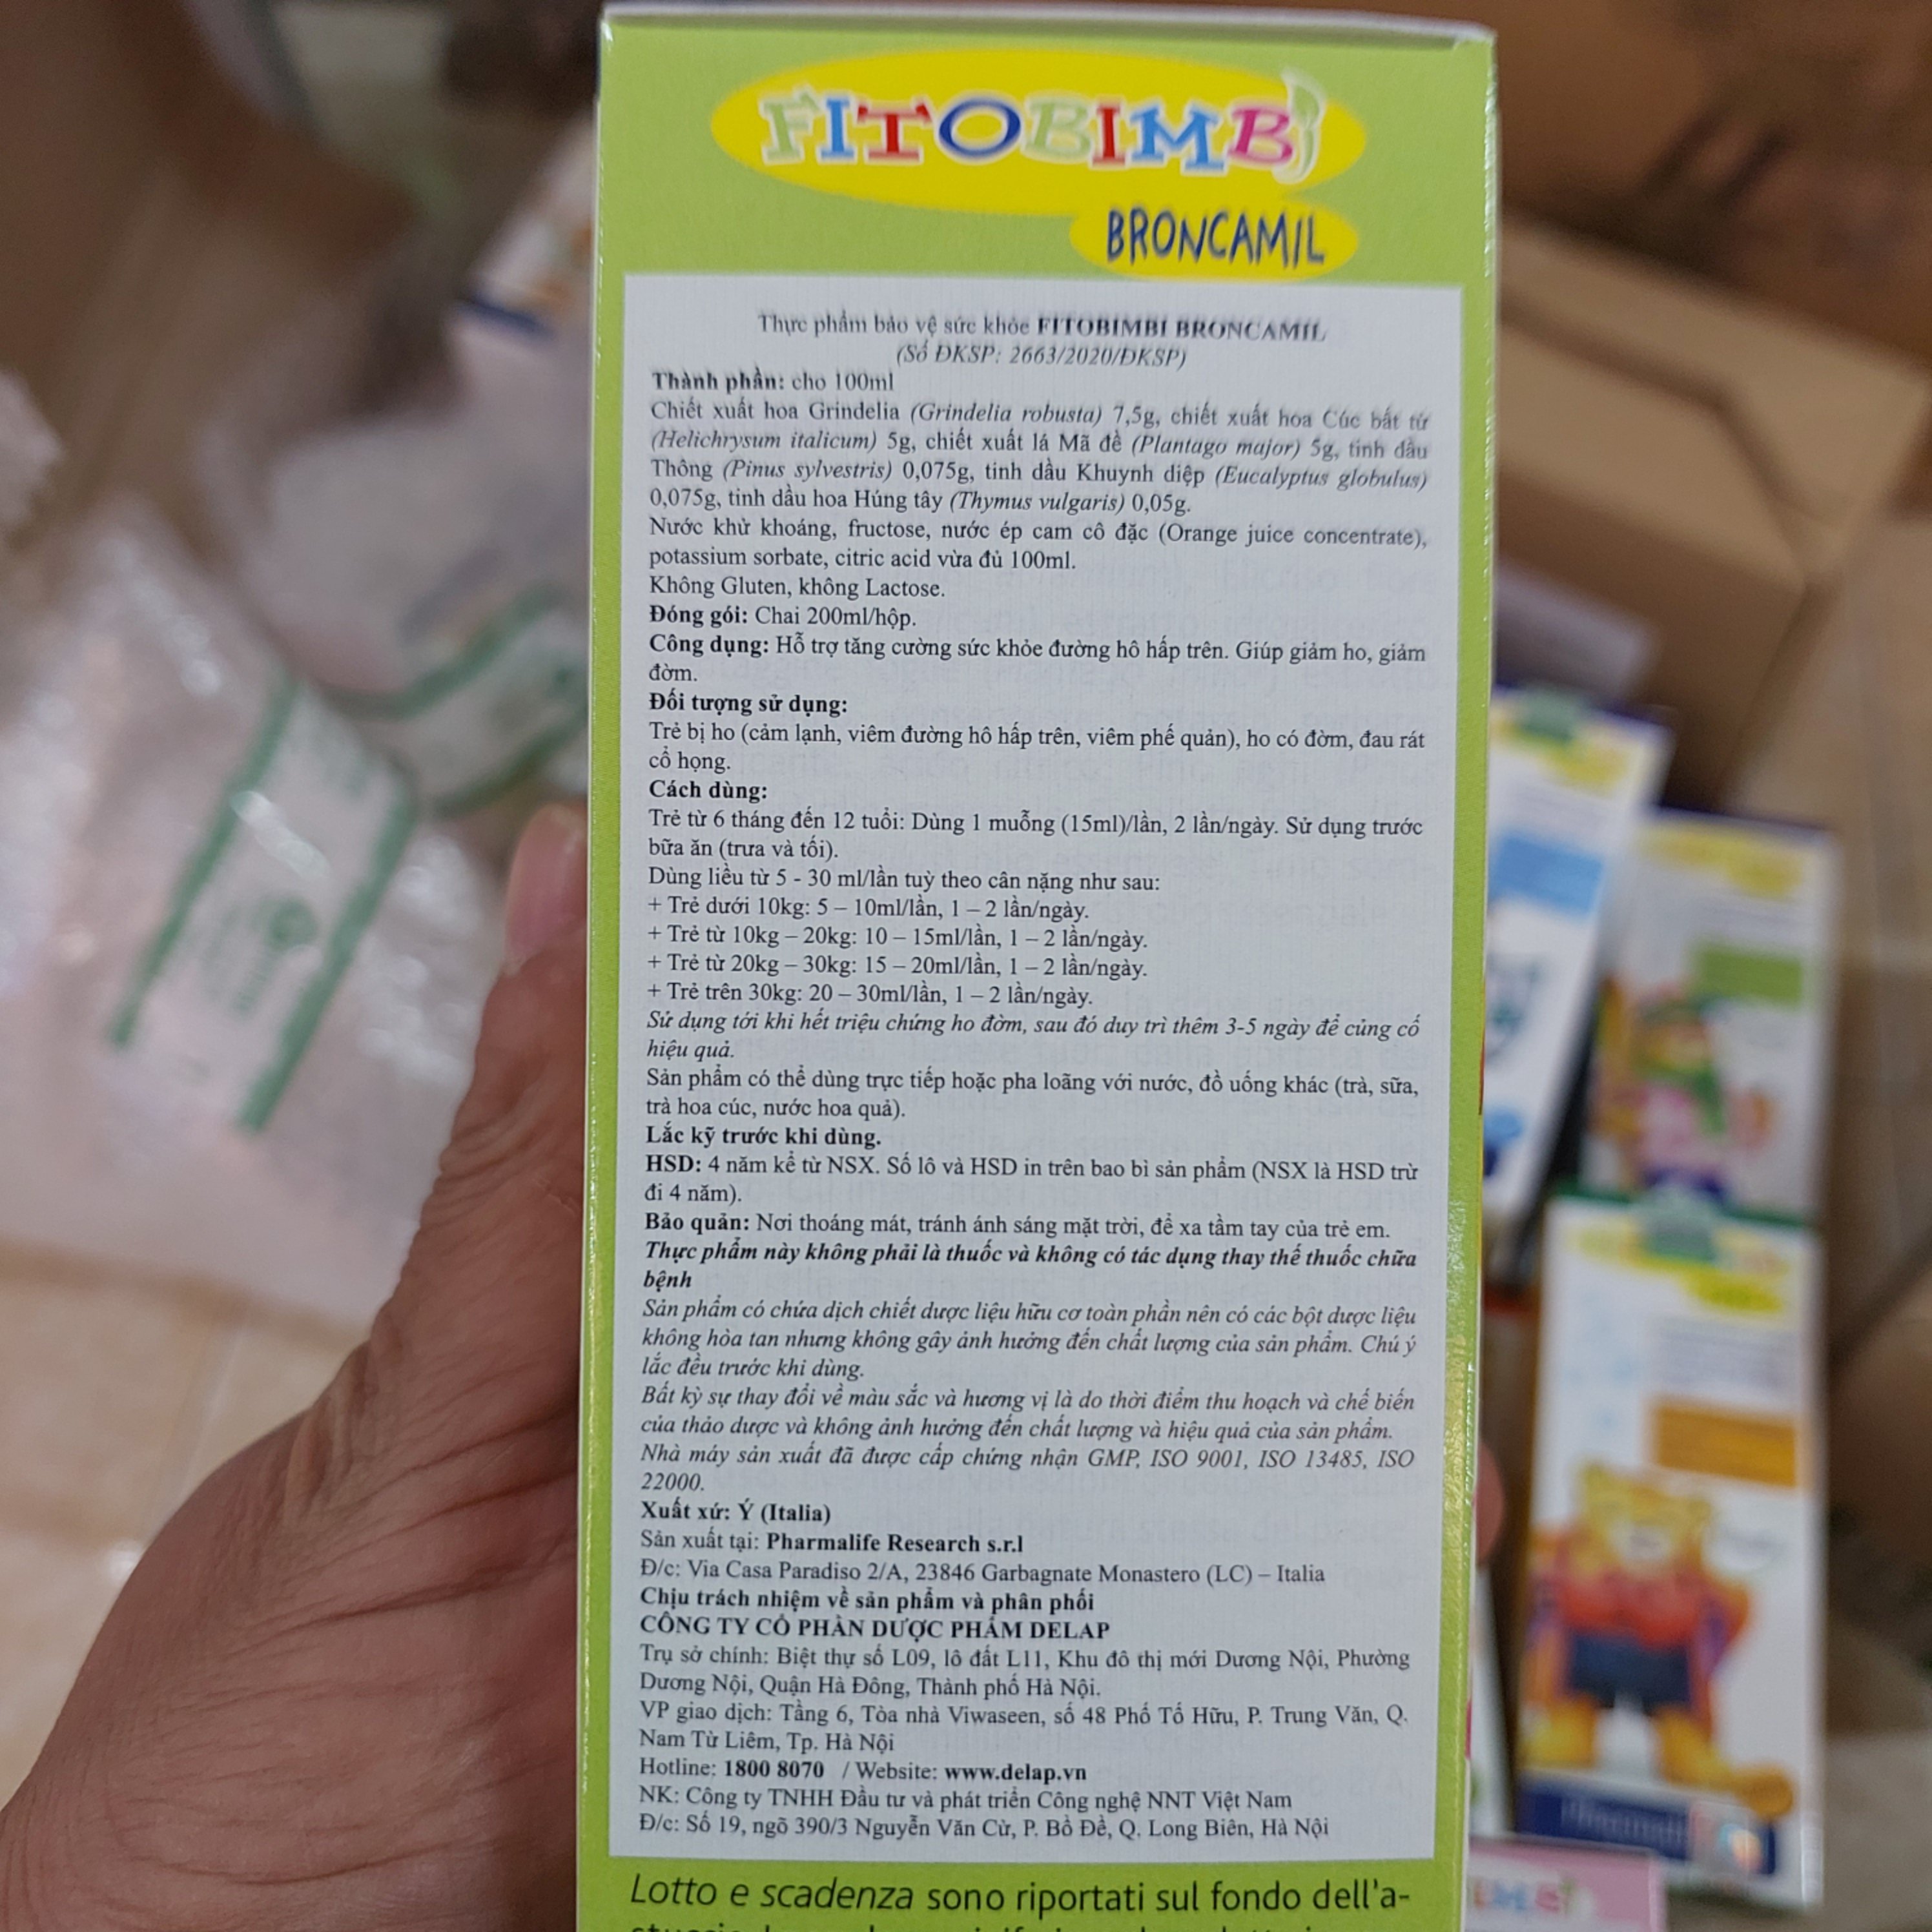 FITOBIMBi
BRONCAMIL
Thực phẩm bảo vệ sức khỏe FITOBIMBI BRONCAMIL
(Số ĐKSP: 2663/2020/ĐKSP)
Thành phần: cho 100ml
Chiết xuất hoa Grindelia (Grindelia robusta) 7,5g, chiết xuất hoa Cúc bất tử
(Helichrysum italicum) 5g, chiết xuất lá Mã đề (Plantago major) 5g, tinh dầu
Thông (Pinus sylvestris) 0,075g, tinh dầu Khuynh diệp (Eucalyptus globulus)
0,075g, tinh dầu hoa Húng tây (Thymus vulgaris) 0,05g.
Nước khử khoáng, fructose, nước ép cam cô đặc (Orange juice concentrate),
potassium sorbate, citric acid vừa đủ 100ml.
Không Gluten, không Lactose.
Đóng gói: Chai 200ml/hộp.
Công dụng: Hỗ trợ tăng cường sức khỏe đường hô hấp trên. Giúp giảm ho, giảm
đờm.
Đối tượng sử dụng:
Trẻ bị ho (cảm lạnh, viêm đường hô hấp trên, viêm phế quản), ho có đờm, đau rát
cổ họng.
Cách dùng:
Trẻ từ 6 tháng đến 12 tuổi: Dùng 1 muỗng (15ml)/lần, 2 lần/ngày. Sử dụng trước
bữa ăn (trưa và tối).
Dùng liều từ 5 - 30 ml/lần tuỳ theo cân nặng như sau:
+ Trẻ dưới 10kg: 5 – 10ml/lần, 1 – 2 lần/ngày.
+ Trẻ từ 10kg – 20kg: 10 – 15ml/lần, 1 – 2 lần/ngày.
+ Trẻ từ 20kg – 30kg: 15 – 20ml/lần, 1 – 2 lần/ngày.
+ Trẻ trên 30kg: 20 – 30ml/lần, 1 – 2 lần/ngày.
Sử dụng tới khi hết triệu chứng ho đờm, sau đó duy trì thêm 3-5 ngày để củng cố
hiệu quả.
Sản phẩm có thể dùng trực tiếp hoặc pha loãng với nước, đồ uống khác (trà, sữa,
trà hoa cúc, nước hoa quả).
Lắc kỹ trước khi dùng.
HSD: 4 năm kể từ NSX. Số lô và HSD in trên bao bì sản phẩm (NSX là HSD trừ
đi 4 năm).
Bảo quản: Nơi thoáng mát, tránh ánh sáng mặt trời, để xa tầm tay của trẻ em.
Thực phẩm này không phải là thuốc và không có tác dụng thay thế thuốc chữa
bệnh
Sản phẩm có chứa dịch chiết dược liệu hữu cơ toàn phần nên có các bột dược liệu
không hòa tan nhưng không gây ảnh hưởng đến chất lượng của sản phẩm. Chú ý
lắc đều trước khi dùng.
Bất kỳ sự thay đổi về màu sắc và hương vị là do thời điểm thu hoạch và chế biến
của thảo dược và không ảnh hưởng đến chất lượng và hiệu quả của sản phẩm.
Nhà máy sản xuất đã được cấp chứng nhận GMP, ISO 9001, ISO 13485, ISO
22000.
Xuất xứ: Ý (Italia)
Sản xuất tại: Pharmalife Research s.r.l
Đ/c: Via Casa Paradiso 2/A, 23846 Garbagnate Monastero (LC) – Italia
Chịu trách nhiệm về sản phẩm và phân phối
CÔNG TY CỔ PHẦN DƯỢC PHẨM DELAP
Trụ sở chính: Biệt thự số L09, lô đất L11, Khu đô thị mới Dương Nội, Phường
Dương Nội, Quận Hà Đông, Thành phố Hà Nội.
VP giao dịch: Tầng 6, Tòa nhà Viwaseen, số 48 Phố Tố Hữu, P. Trung Văn, Q.
Nam Từ Liêm, Tp. Hà Nội
Hotline: 1800 8070 / Website: www.delap.vn
NK: Công ty TNHH Đầu tư và phát triển Công nghệ NNT Việt Nam
Đ/c: Số 19, ngõ 390/3 Nguyễn Văn Cừ, P. Bồ Đề, Q. Long Biên, Hà Nội
Lotto e scadenza sono riportati sul fondo dell'a-